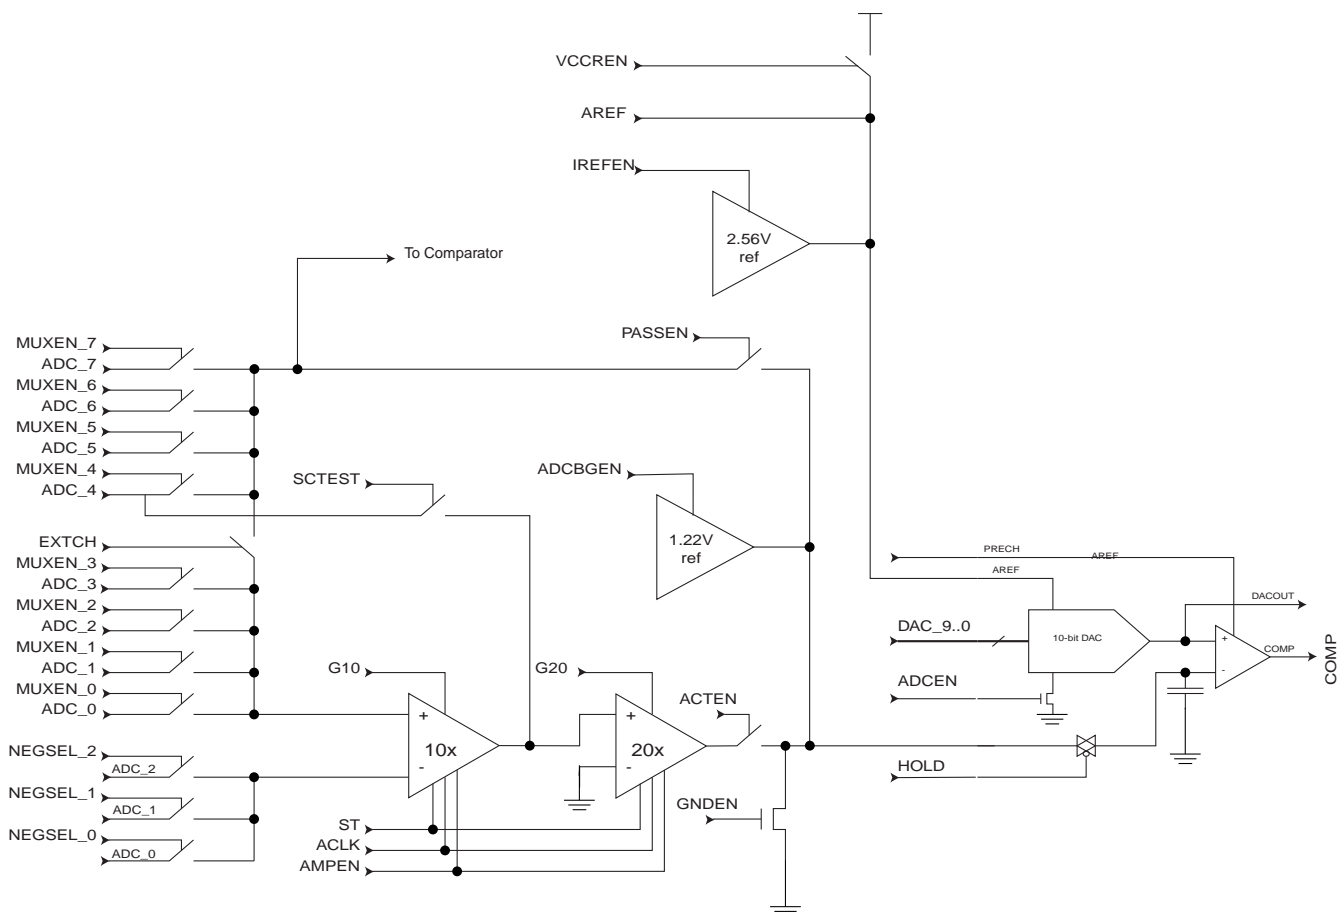 VCCREN
AREF
IREFEN
2.56V
ref
To Comparator
PASSEN
MUXEN_7
ADC_7
MUXEN_6
ADC_6
MUXEN_5
ADC_5
MUXEN_4
ADC_4
SCTEST
ADCBGEN
1.22V
ref
EXTCH
MUXEN_3
ADC_3
MUXEN_2
ADC_2
MUXEN_1
ADC_1
MUXEN_0
ADC_0
PRECH
AREF
AREF
DACOUT
DAC_9..0
10-bit DAC
+
-
COMP
COMP
ADCEN
G10
+
10x
-
G20
+
20x
-
ACTEN
HOLD
NEGSEL_2
ADC_2
NEGSEL_1
ADC_1
NEGSEL_0
ADC_0
GNDEN
ST
ACLK
AMPEN